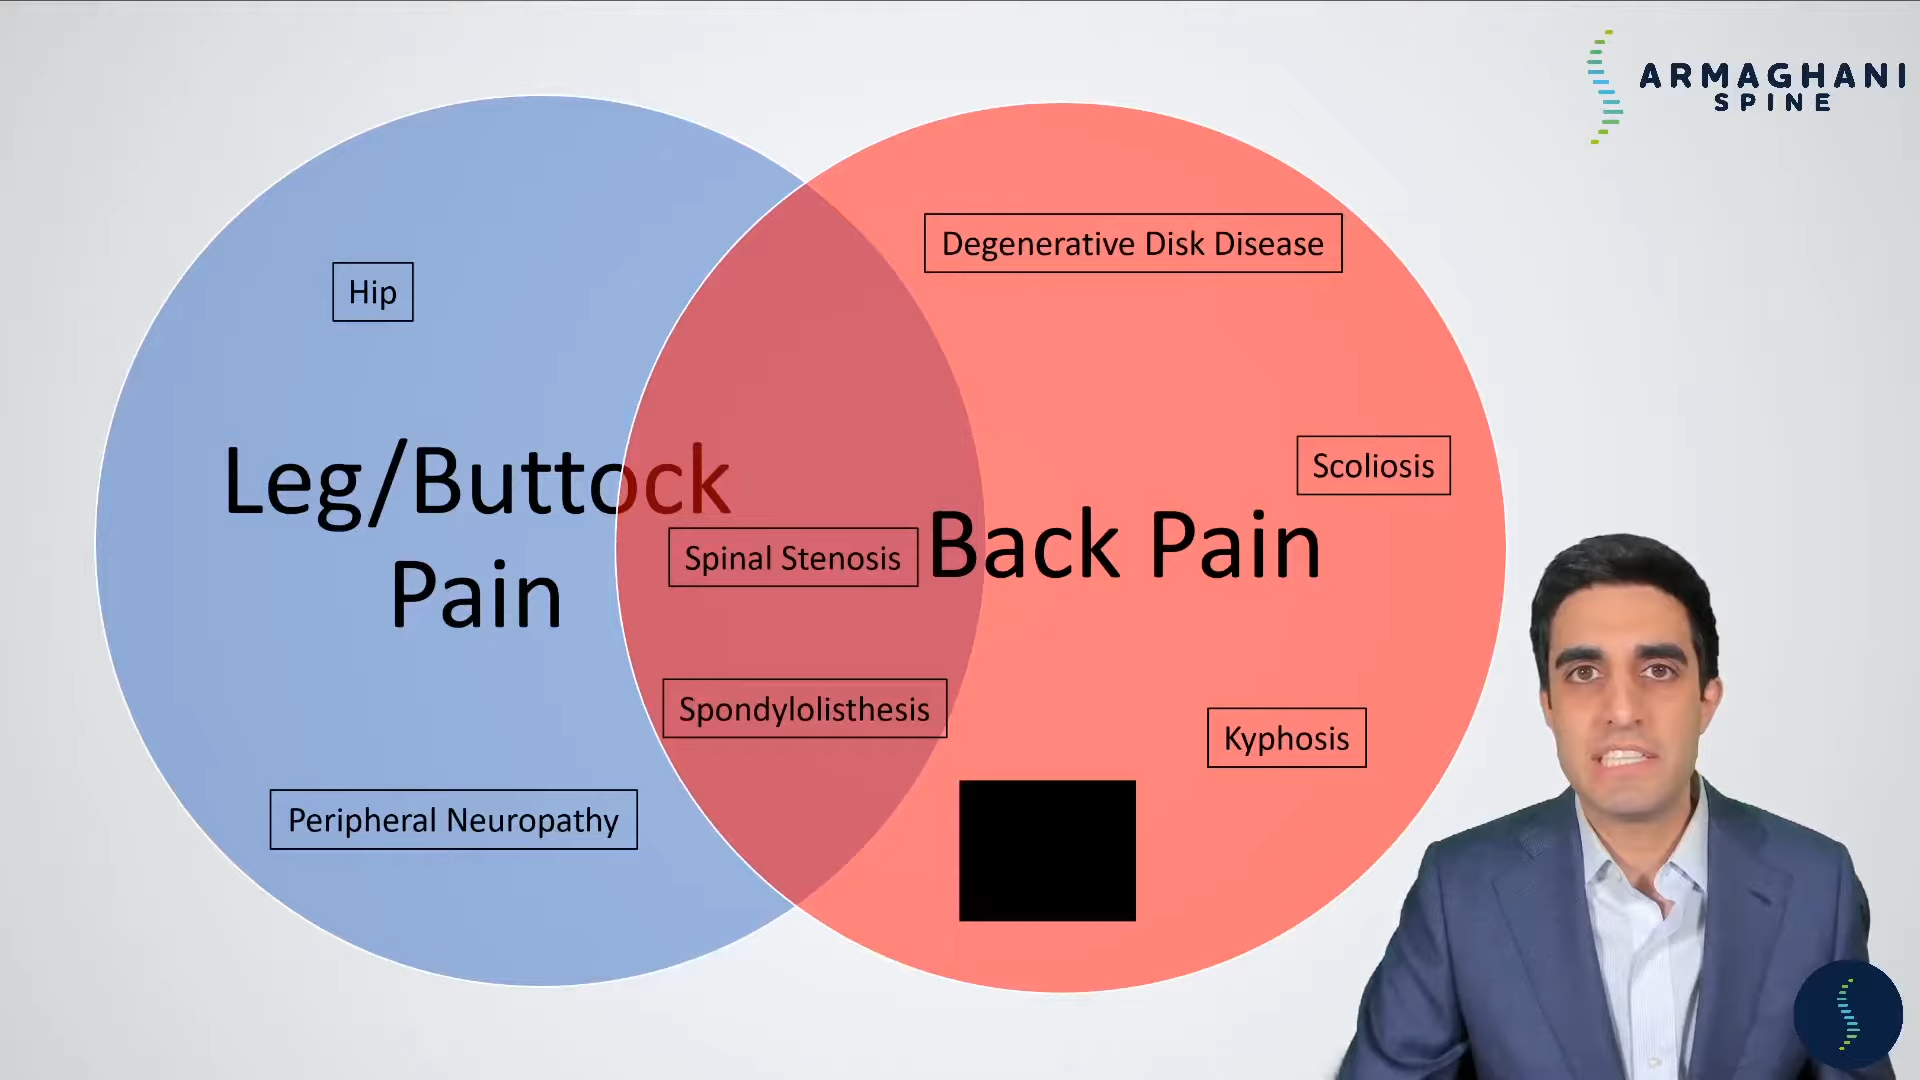 ARMAGHANI
SPINE
Degenerative Disk Disease
Hip
Scoliosis
Leg/Buttock
Pain
Back Pain
Spinal Stenosis
Spondylolisthesis
Kyphosis
Peripheral Neuropathy